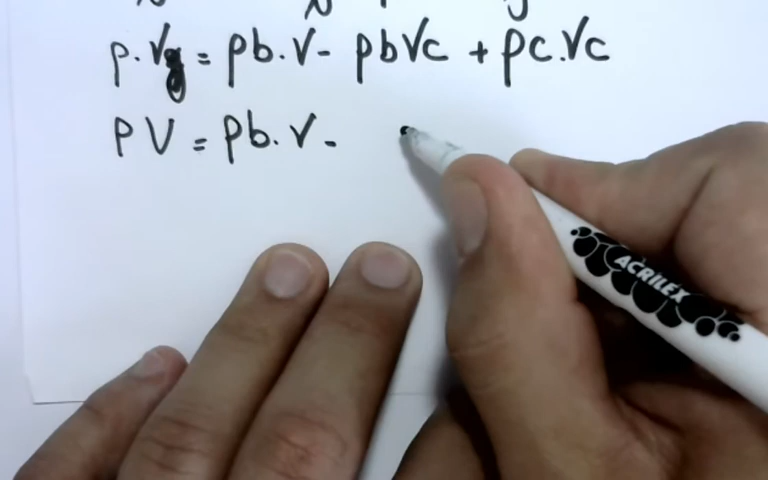 p.Vg = pb.V - pbVc + pc.Vc
PV = pb.V -
ACRILEX